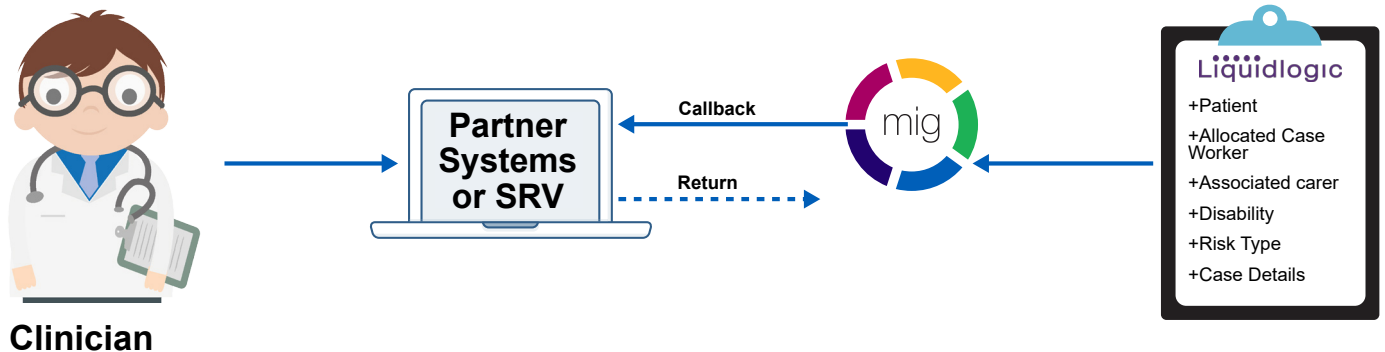 Clinician
Partner
Systems
or SRV
Callback
Return
mig
Liquidlogic
+Patient
+Allocated Case
Worker
+Associated carer
+Disability
+Risk Type
+Case Details